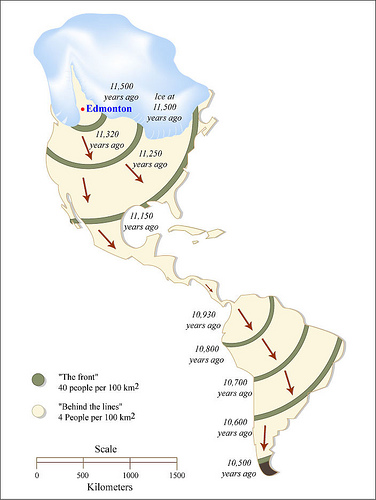 11,500
years ago
Ice at
11,500
years ago
Edmonton
11,320
years ago
11,250
years ago
11,150
years ago
10,930
years ago
10,800
years ago
10,700
years ago
10,600
years ago
10,500
years ago
"The front"
40 people per 100 km2
"Behind the lines"
4 People per 100 km2
Scale
0 500 1000 1500
Kilometers